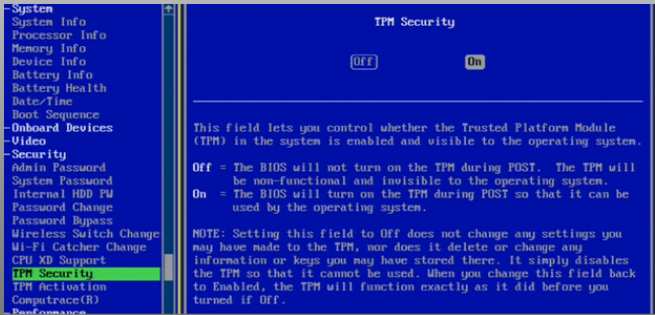 System
System Info
Processor Info
Memory Info
Device Info
Battery Info
Battery Health
Date/Time
Boot Sequence
Onboard Devices
Video
Security
Admin Password
System Password
Internal HDD PW
Password Change
Password Bypass
Wireless Switch Change
Wi-Fi Catcher Change
CPU XD Support
TPM Security
TPM Activation
Computrace(R)
Performance
TPM Security
Off On
This field lets you control whether the Trusted Platform Module
(TPM) in the system is enabled and visible to the operating system.
Off = The BIOS will not turn on the TPM during POST. The TPM will
be non-functional and invisible to the operating system.
On = The BIOS will turn on the TPM during POST so that it can be
used by the operating system.
NOTE: Setting this field to Off does not change any settings you
may have made to the TPM, nor does it delete or change any
information or keys you may have stored there. It simply disables
the TPM so that it cannot be used. When you change this field back
to Enabled, the TPM will function exactly as it did before you
turned if Off.